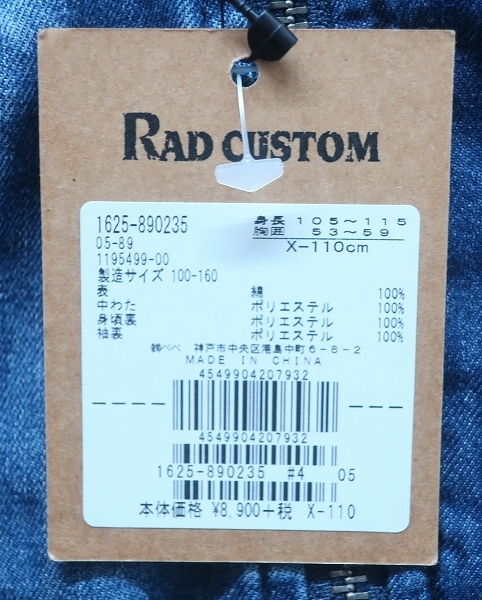 RAD CUSTOM
1625-890235
身長 105~115
05-89
胸囲 53~59
1195499-00
X-110cm
製造サイズ 100-160
表 綿 100%
中わた ポリエステル 100%
身頃裏 ポリエステル 100%
袖裏 ポリエステル 100%
㈱べべ 神戸市中央区港島中町6-8-2
MADE IN CHINA
4549904207932
4549904207932
1625-890235 #4 05
本体価格 ¥8,900+税 X-110